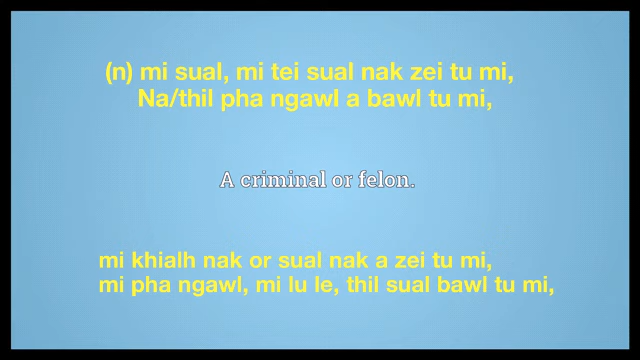 (n) mi sual, mi tei sual nak zei tu mi,
Na/thil pha ngawl a bawl tu mi,
A criminal or felon.
mi khialh nak or sual nak a zei tu mi,
mi pha ngawl, mi lu le, thil sual bawl tu mi,